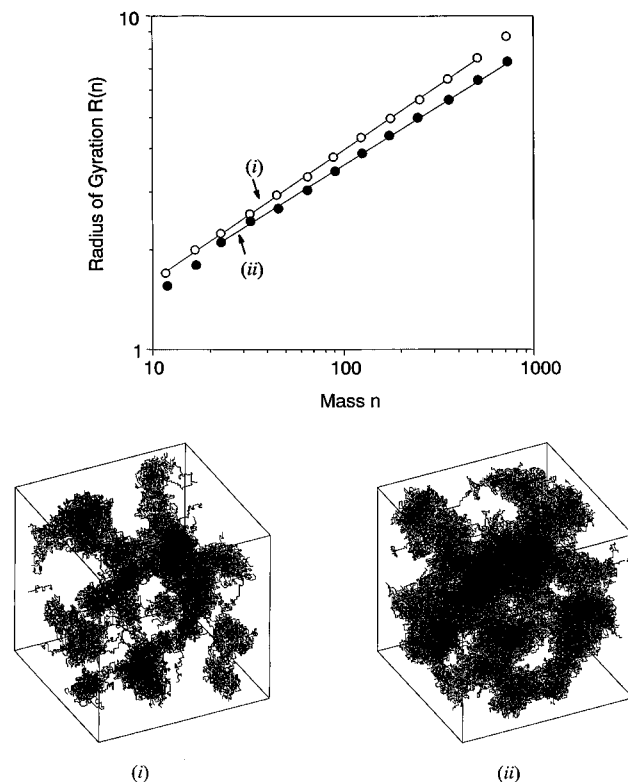 10
Radius of Gyration R(n)
(i)
(ii)
1
10
100
1000
Mass n
(i)
(ii)